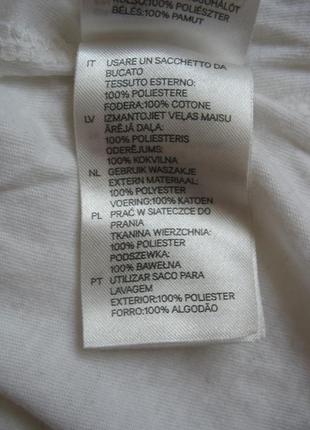 BÉLÉS:100% PAMUT
IT USARE UN SACCHETTO DA
BUCATO
TESSUTO ESTERNO:
100% POLIESTERE
FODERA:100% COTONE
LV IZMANTOJIET VEĻAS MAISU
ĀRĒJĀ DAĻA:
100% POLIESTERIS
ODERĒJUMS:
100% KOKVILNA
NL GEBRUIK WASZAKJE
EXTERN MATERIAAL:
100% POLYESTER
VOERING:100% KATOEN
PL PRAĆ W SIATECZCE DO
PRANIA
TKANINA WIERZCHNIA:
100% POLIESTER
PODSZEWKA:
100% BAWEŁNA
PT UTILIZAR SACO PARA
LAVAGEM
EXTERIOR:100% POLIESTER
FORRO:100% ALGODÃO